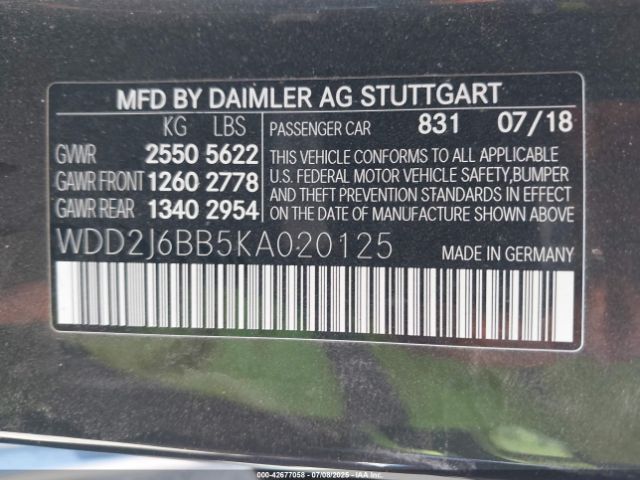 MFD BY DAIMLER AG STUTTGART
KG LBS
GVWR 2550 5622
GAWR FRONT 1260 2778
GAWR REAR 1340 2954
PASSENGER CAR 831 07/18
THIS VEHICLE CONFORMS TO ALL APPLICABLE
U.S. FEDERAL MOTOR VEHICLE SAFETY,BUMPER
AND THEFT PREVENTION STANDARDS IN EFFECT
ON THE DATE OF MANUFACTURE SHOWN ABOVE
WDD2J6BB5KA020125
MADE IN GERMANY
000-42677058 - 07/08/2025 - IAA Inc.